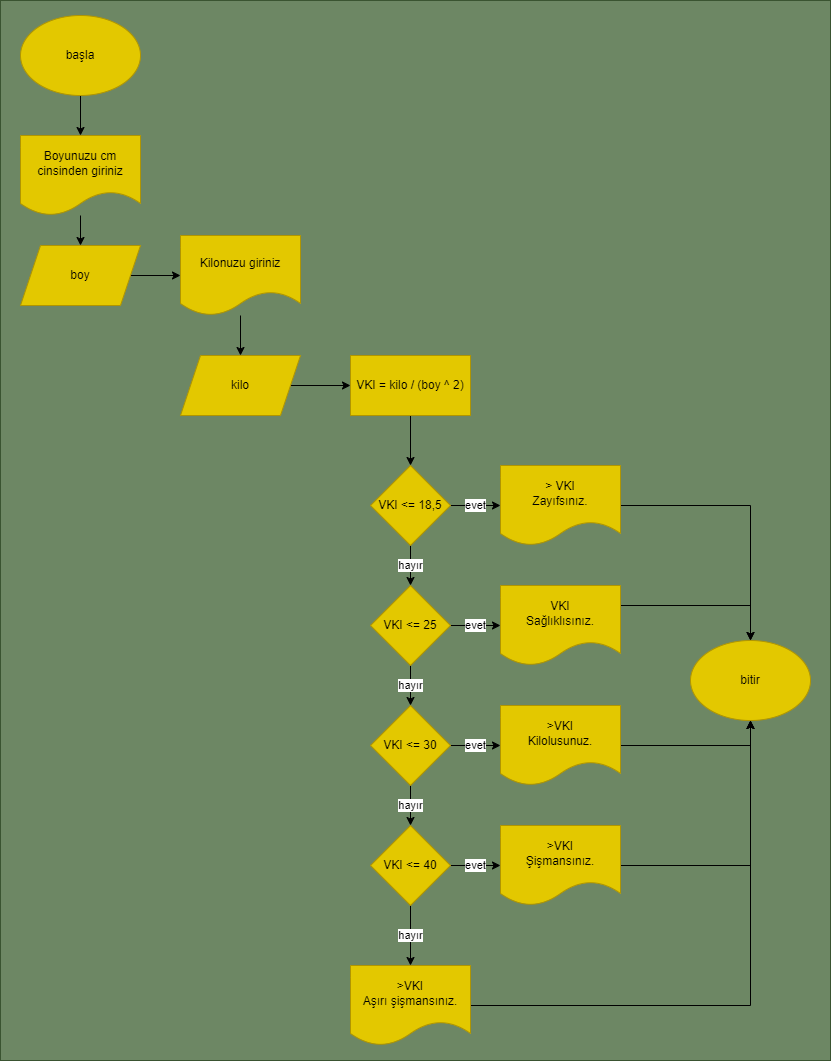 başla
Boyunuzu cm
cinsinden giriniz
boy
Kilonuzu giriniz
kilo
VKI = kilo / (boy ^ 2)
VKI <= 18,5
evet
> VKI
Zayıfsınız.
hayır
VKI <= 25
evet
VKI
Sağlıklısınız.
bitir
hayır
VKI <= 30
evet
>VKI
Kilolusunuz.
hayır
VKI <= 40
evet
>VKI
Şişmansınız.
hayır
>VKI
Aşırı şişmansınız.